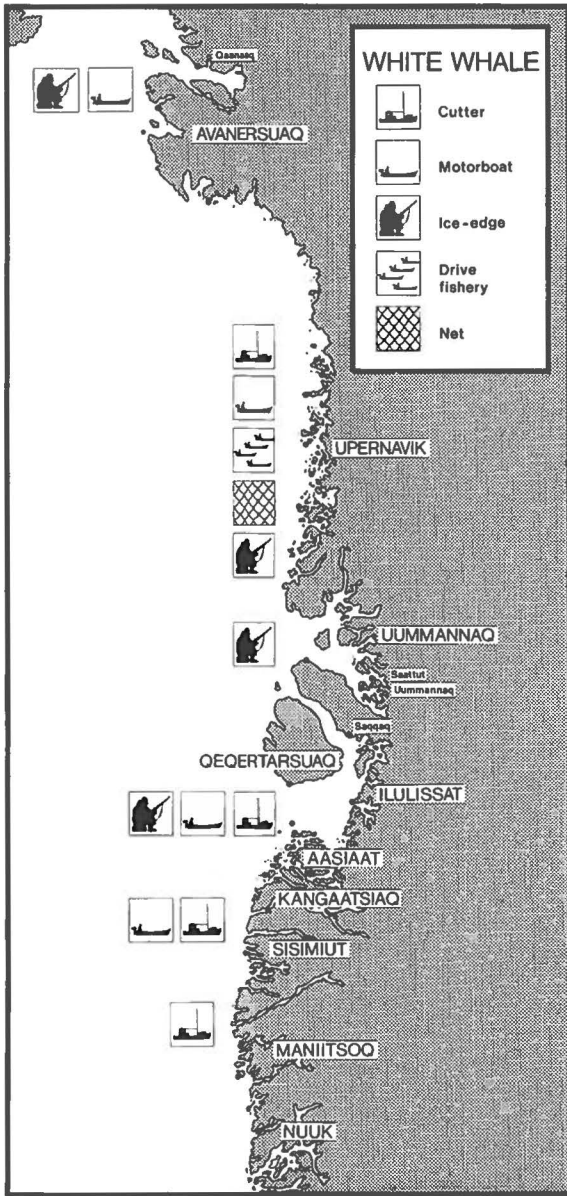 Qaanaaq
WHITE WHALE
Cutter
Motorboat
Ice-edge
Drive
fishery
Net
AVANERSUAQ
UPERNAVIK
UUMMANNAQ
Saattut
Uummannaq
Saqqaq
QEQERTARSUAQ
ILULISSAT
AASIAAT
KANGAATSIAQ
SISIMIUT
MANIITSOQ
NUUK